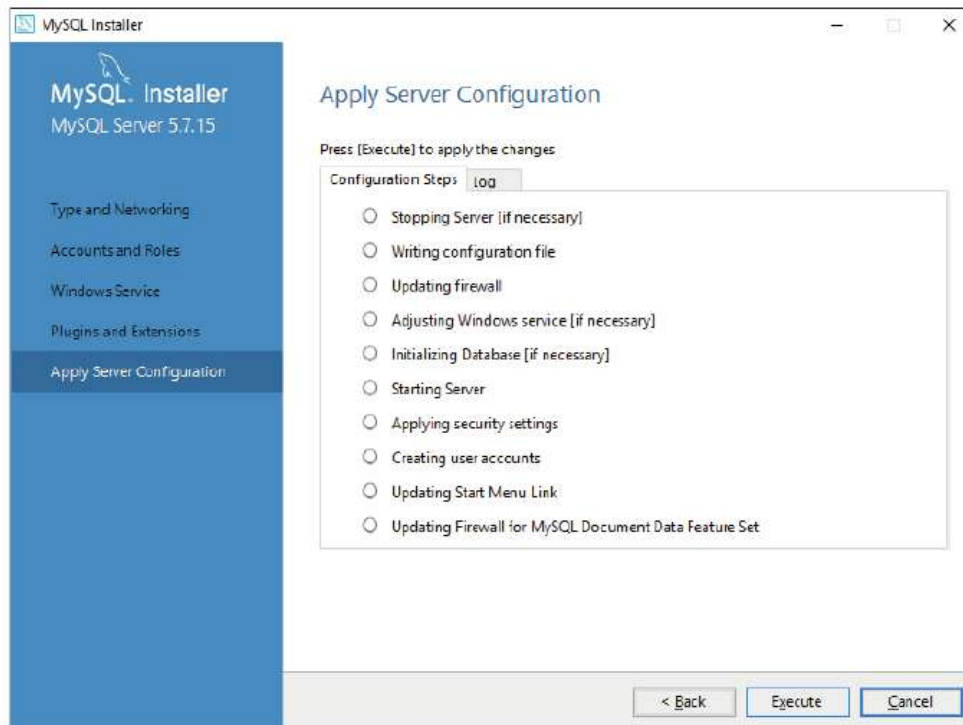 MySQL Installer
MySQL. Installer
MySQL Server 5.7.15
Type and Networking
Accounts and Roles
Windows Service
Plugins and Extensions
Apply Server Configuration
Apply Server Configuration
Press [Execute] to apply the changes
Configuration Steps Log
Stopping Server [if necessary]
Writing configuration file
Updating firewall
Adjusting Windows service [if necessary]
Initializing Database [if necessary]
Starting Server
Applying security settings
Creating user accounts
Updating Start Menu Link
Updating Firewall for MySQL Document Data Feature Set
< Back Execute Cancel